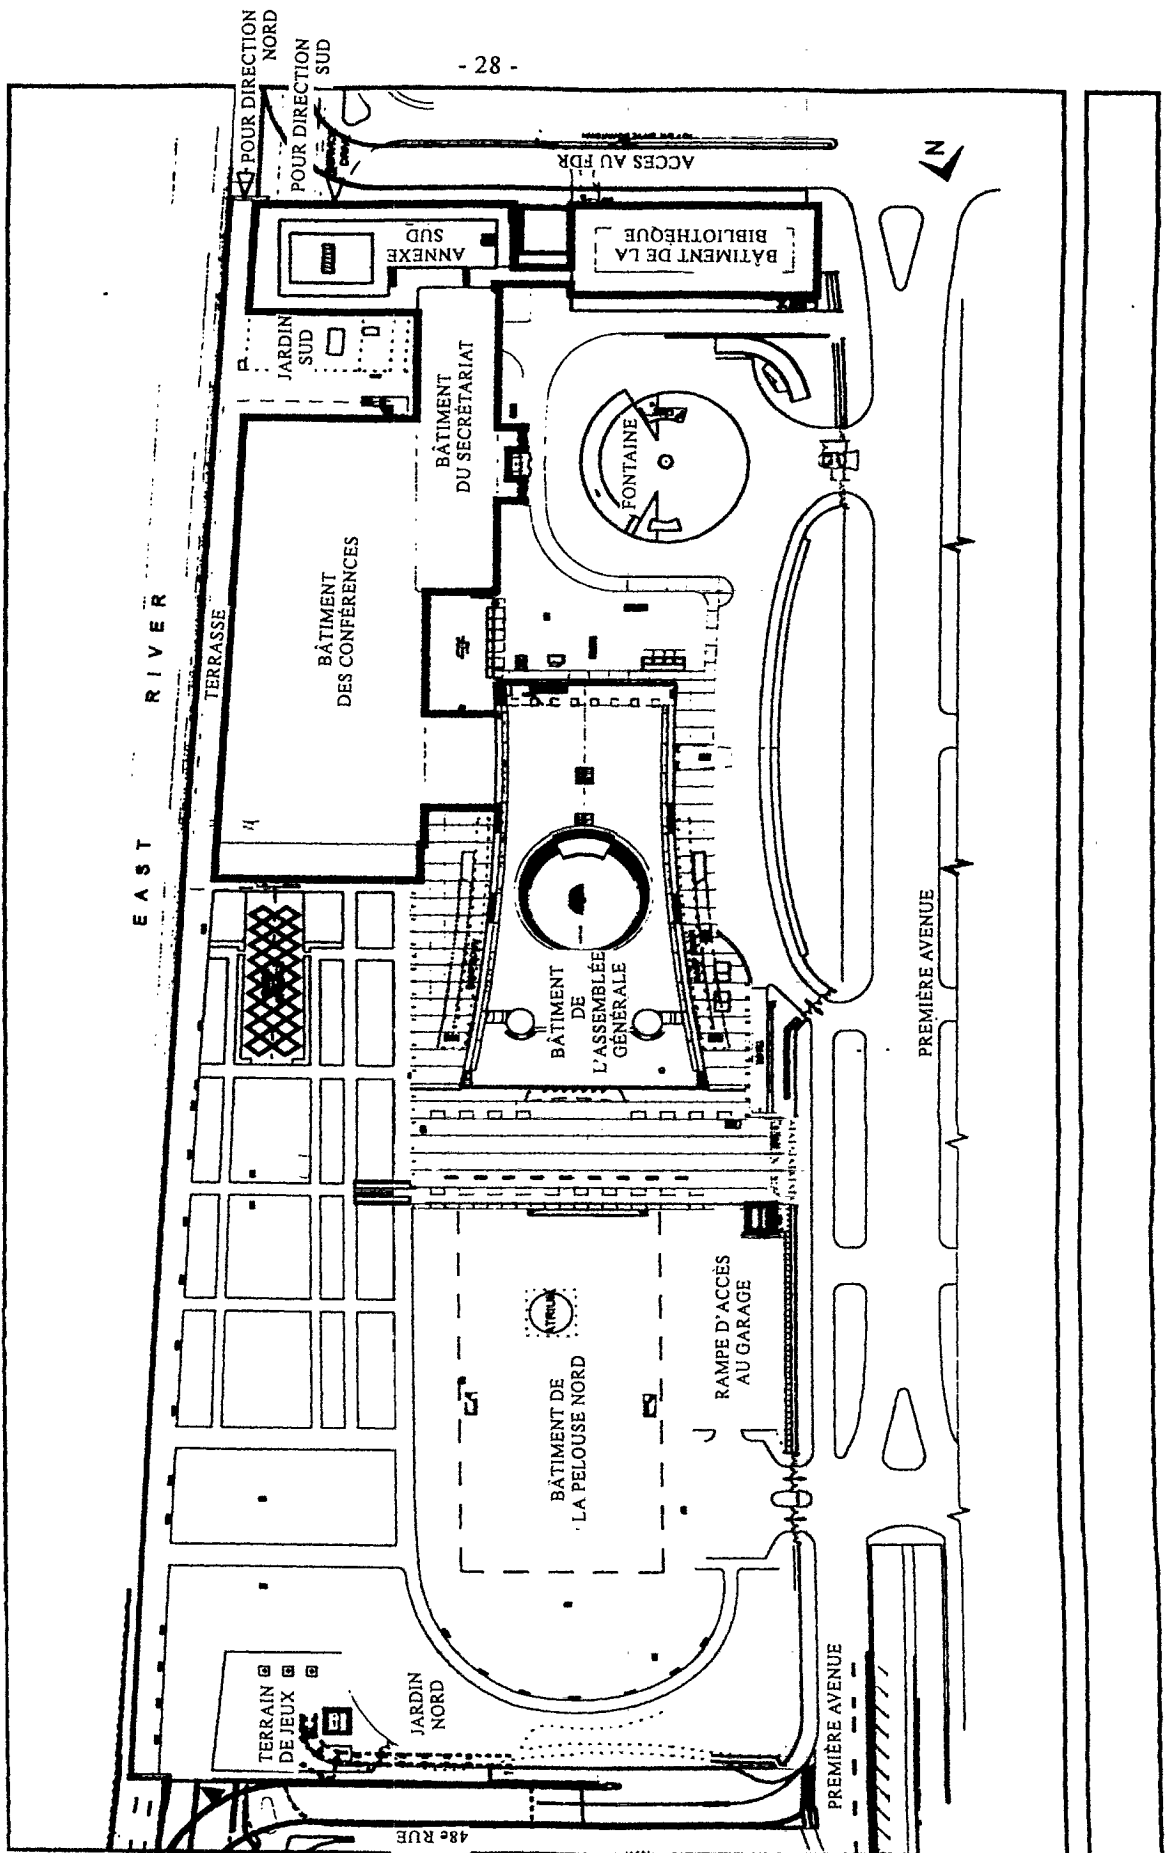 - 28 -
POUR DIRECTION
NORD
POUR DIRECTION
SUD
ACCÈS AU FDR
N
ANNEXE
SUD
BÂTIMENT DE LA
BIBLIOTHÈQUE
JARDIN
SUD
BÂTIMENT
DU SECRÉTARIAT
FONTAINE
BÂTIMENT
DES CONFÉRENCES
TERRASSE
EAST RIVER
BÂTIMENT
DE
L'ASSEMBLÉE
GÉNÉRALE
PREMIÈRE AVENUE
ATRIUM
RAMPE D'ACCÈS
AU GARAGE
BÂTIMENT DE
LA PELOUSE NORD
TERRAIN
DE JEUX
JARDIN
NORD
PREMIÈRE AVENUE
48e RUE